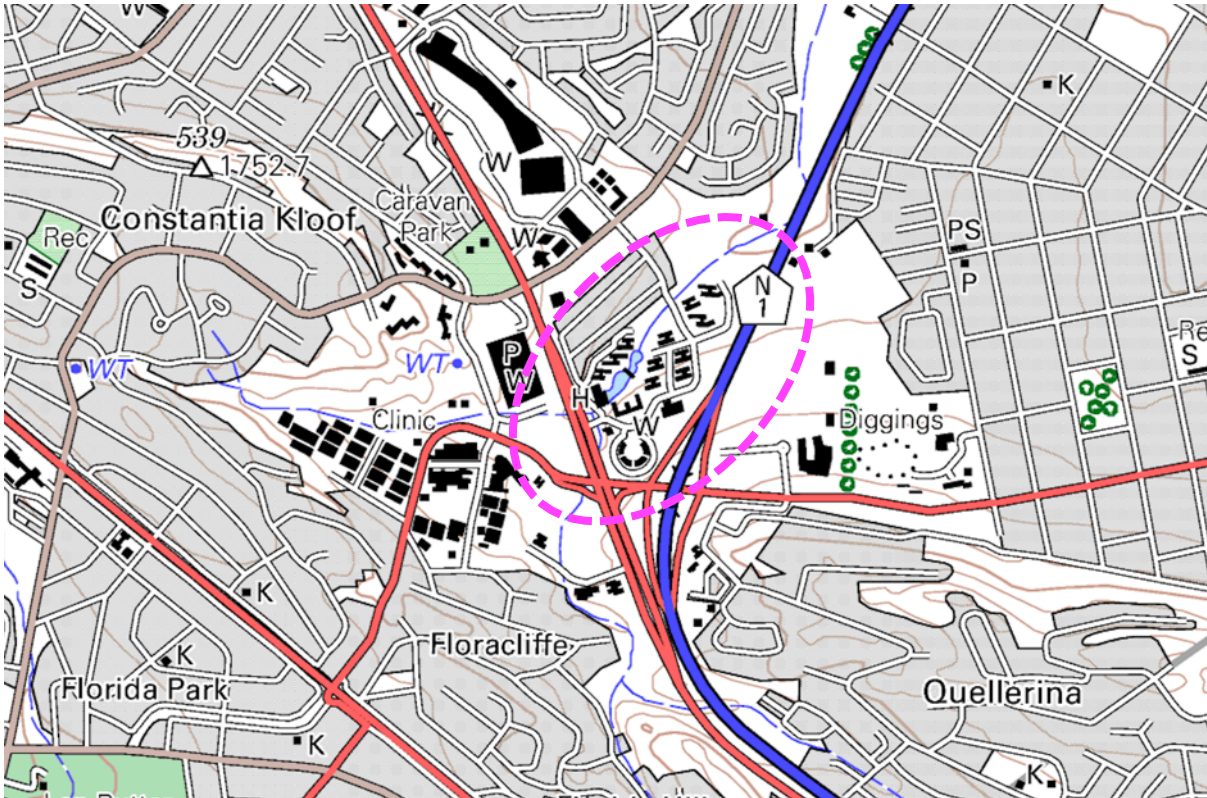 W
K
539
1752.7
W
Caravan
Park
Constantia Kloof
Rec
W
PS
P
S
N
1
Re
S
WT
WT
P
W
H
Clinic
W
Diggings
K
K
Floracliffe
Florida Park
Quellerina
K
K